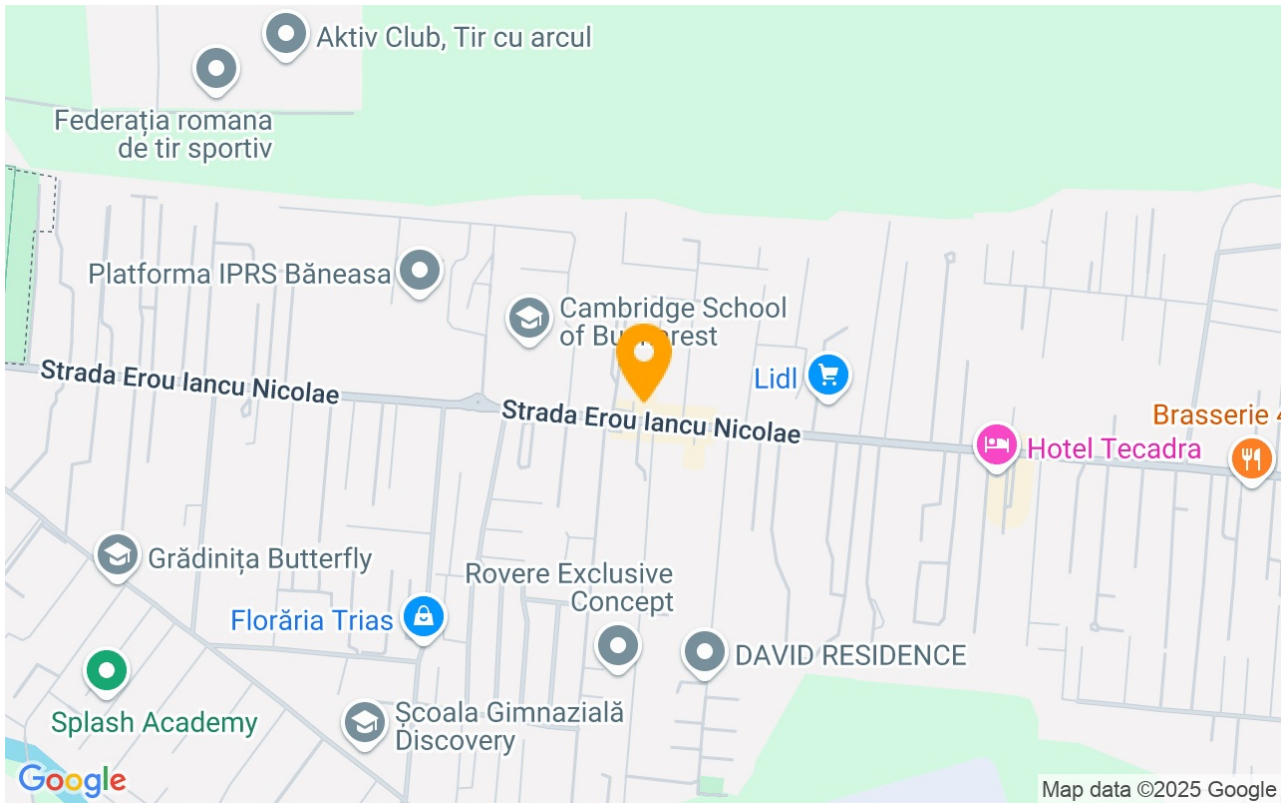 Aktiv Club, Tir cu arcul
Federația romana
de tir sportiv
Platforma IPRS Băneasa
Cambridge School
of Bucharest
Strada Erou Iancu Nicolae
Lidl
Strada Erou Iancu Nicolae
Brasserie
Hotel Tecadra
Grădinița Butterfly
Rovere Exclusive
Concept
Florăria Trias
DAVID RESIDENCE
Splash Academy
Școala Gimnazială
Discovery
Google
Map data ©2025 Google